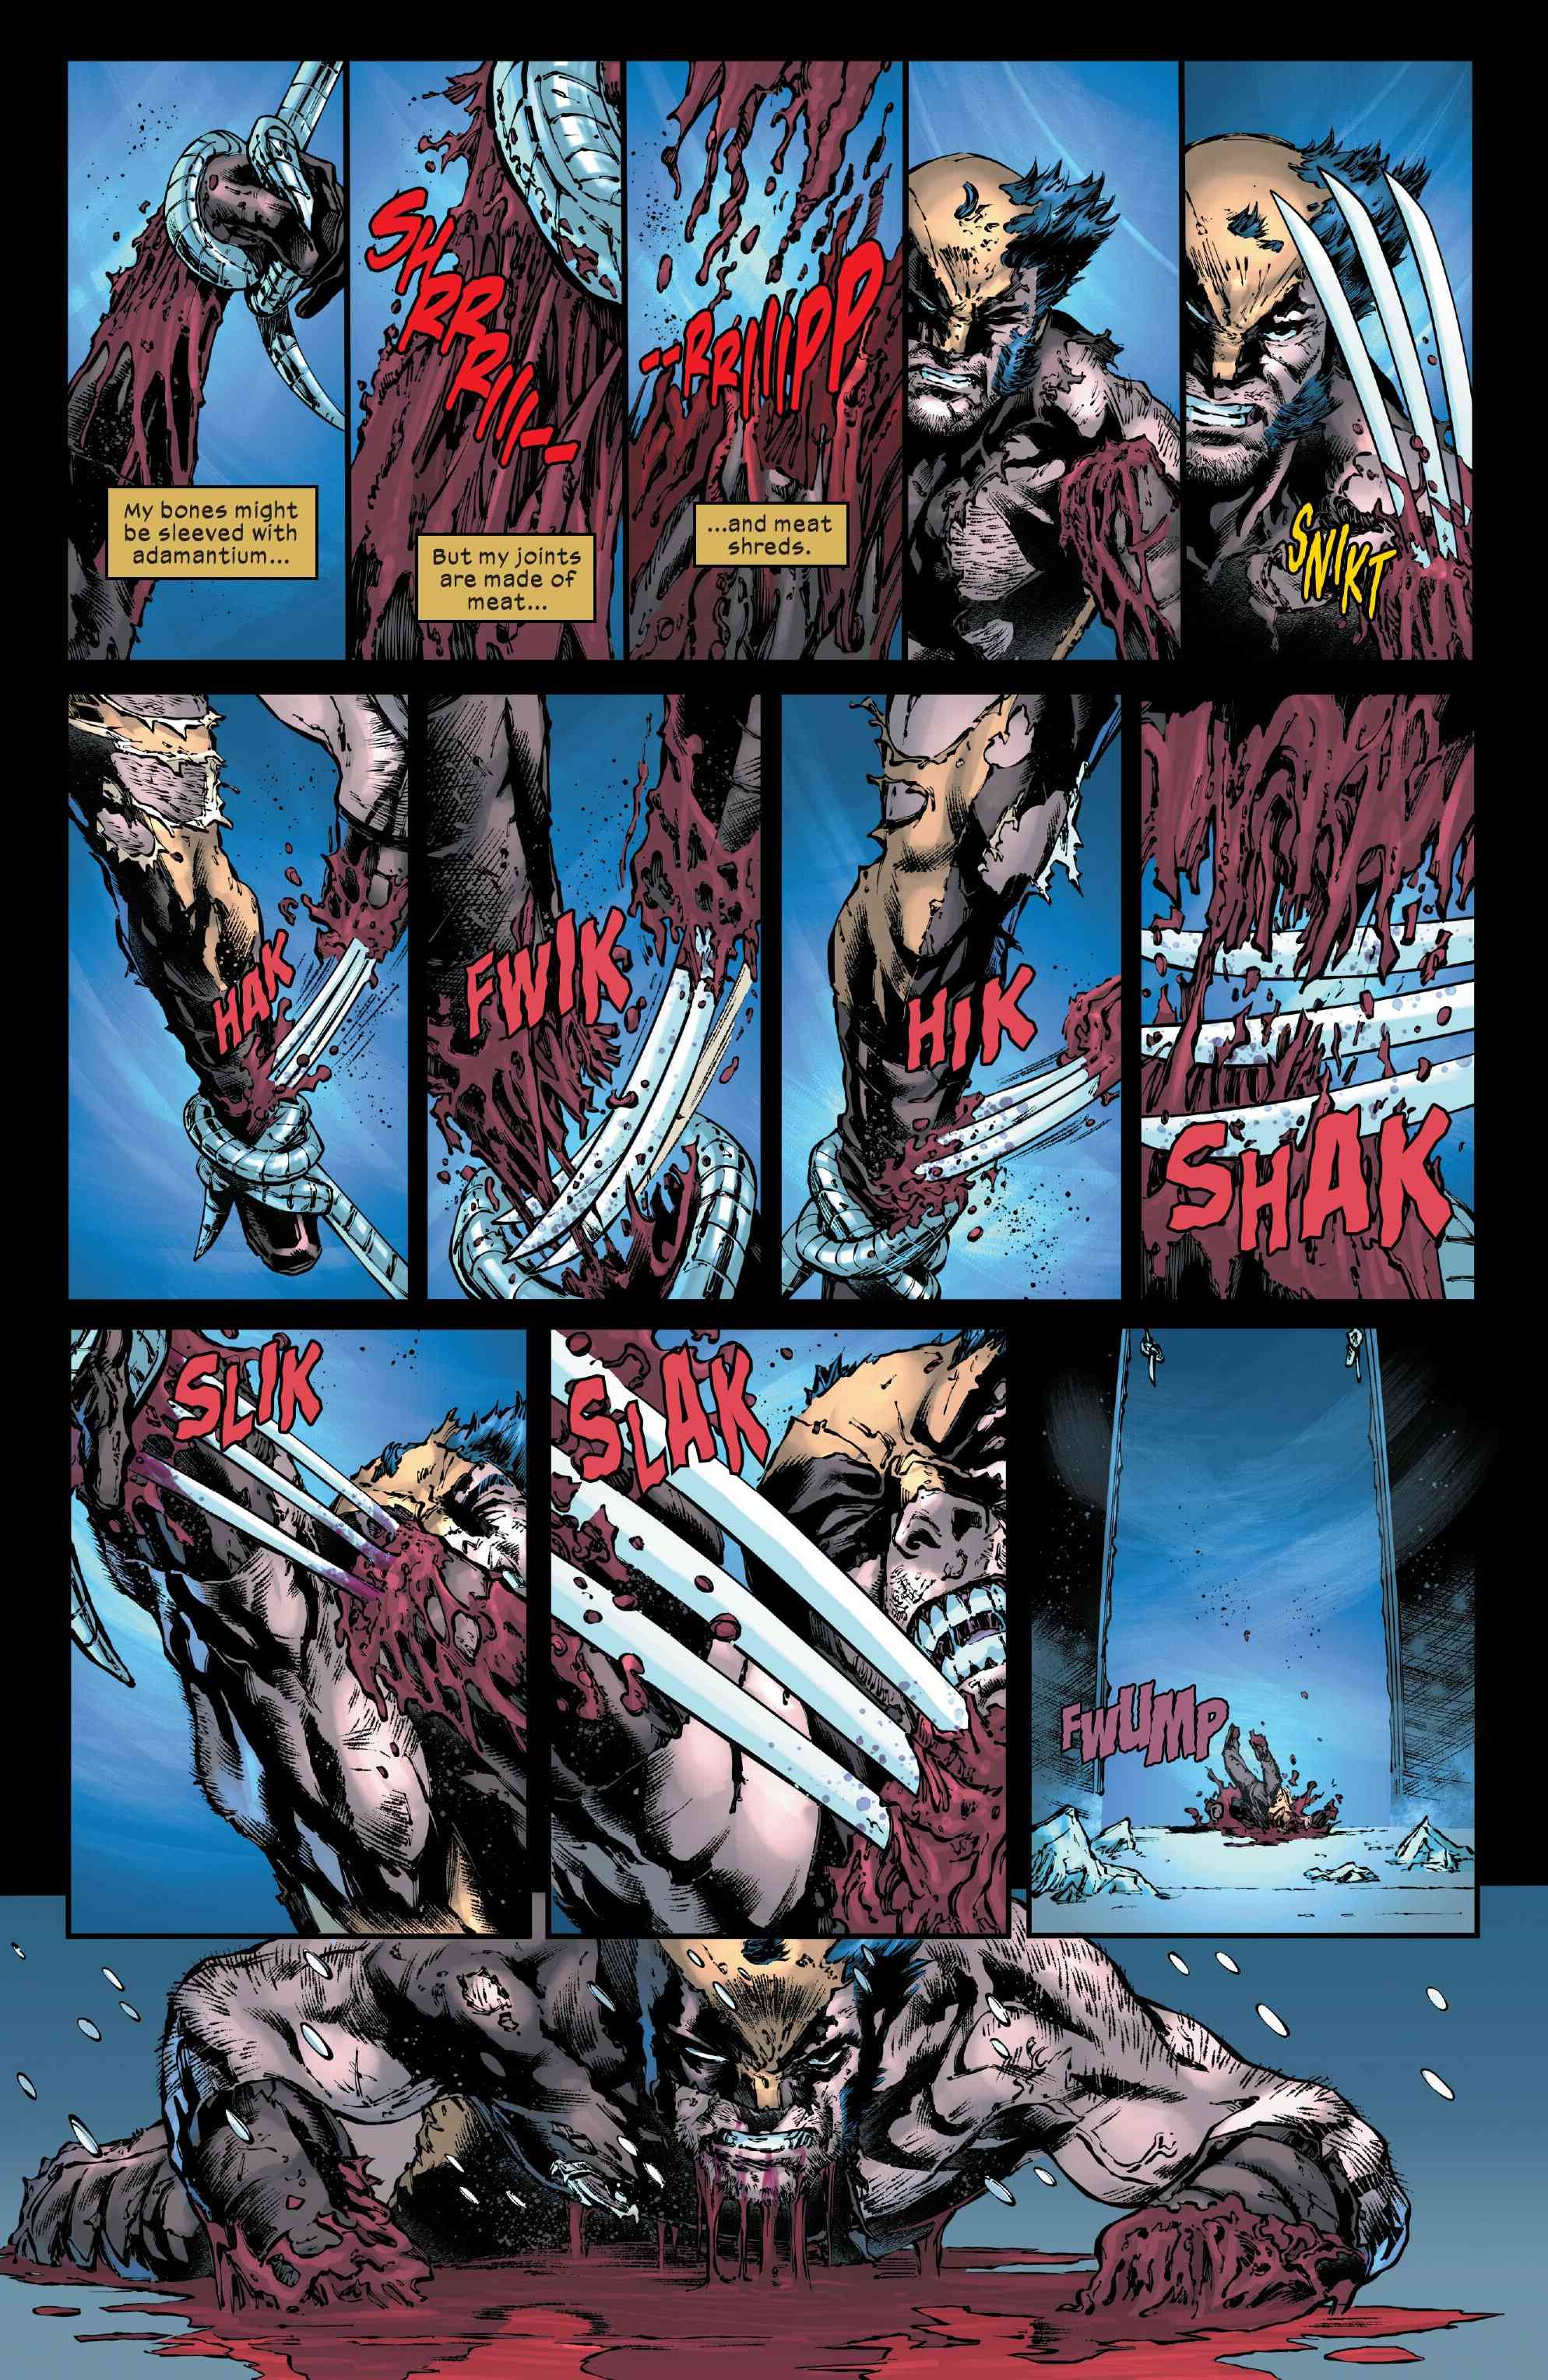 My bones might
be sleeved with
adamantium...
SHRRRIII--
But my joints
are made of
meat...
--RRIIIIPP
...and meat
shreds.
SNIKT
HAK
FWIK
HIK
SHAK
SLIK
SLAK
FWUMP